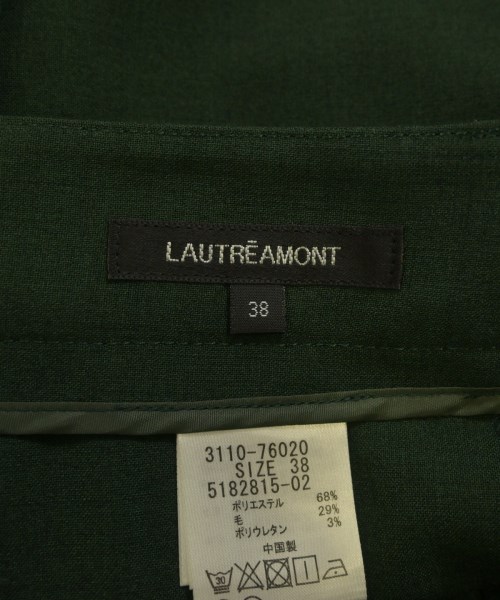 LAUTRĒAMONT
38
3110-76020
SIZE 38
5182815-02
ポリエステル 68%
毛 29%
ポリウレタン 3%
中国製
30